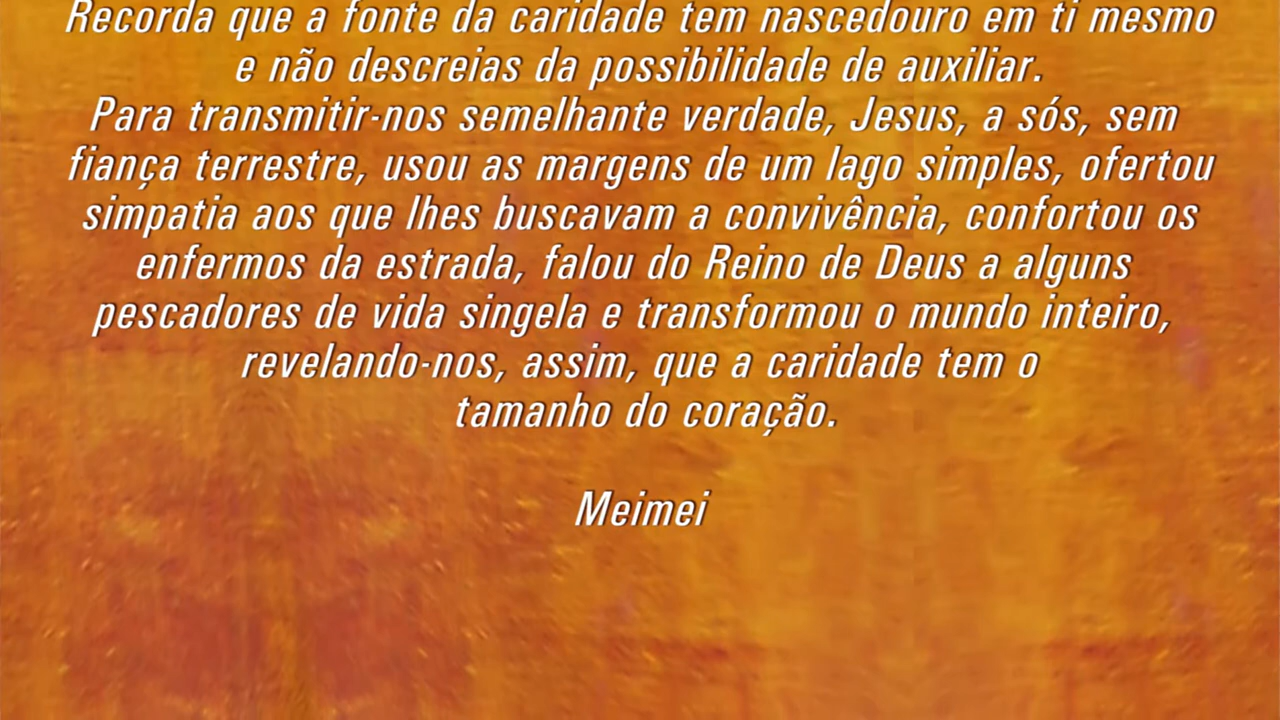 Recorda que a fonte da caridade tem nascedouro em ti mesmo
e não descreias da possibilidade de auxiliar.
Para transmitir-nos semelhante verdade, Jesus, a sós, sem
fiança terrestre, usou as margens de um lago simples, ofertou
simpatia aos que lhes buscavam a convivência, confortou os
enfermos da estrada, falou do Reino de Deus a alguns
pescadores de vida singela e transformou o mundo inteiro,
revelando-nos, assim, que a caridade tem o
tamanho do coração.
Meimei